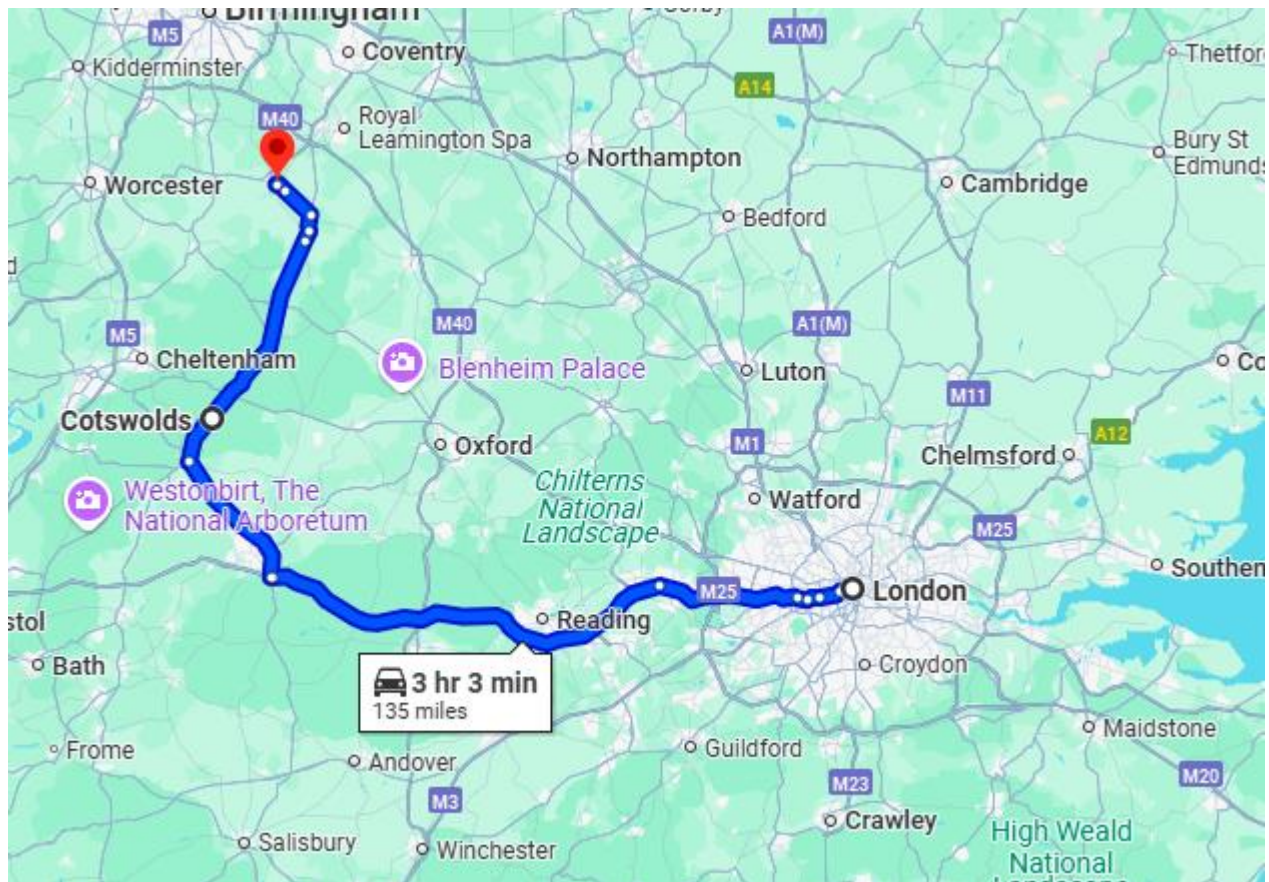 Birmingham
M5
Coventry
Kidderminster
A1(M)
A14
M40
Royal
Leamington Spa
Northampton
Bury St
Edmunds
Worcester
Cambridge
Bedford
M5
M40
A1(M)
Cheltenham
Blenheim Palace
Luton
M11
Cotswolds
A12
Oxford
M1
Chelmsford
Chilterns
National
Landscape
Westonbirt, The
National Arboretum
Watford
M25
M25
London
Reading
Bath
Croydon
3 hr 3 min
135 miles
Maidstone
Frome
Guildford
Andover
M20
M3
M23
Crawley
Salisbury
Winchester
High Weald
National